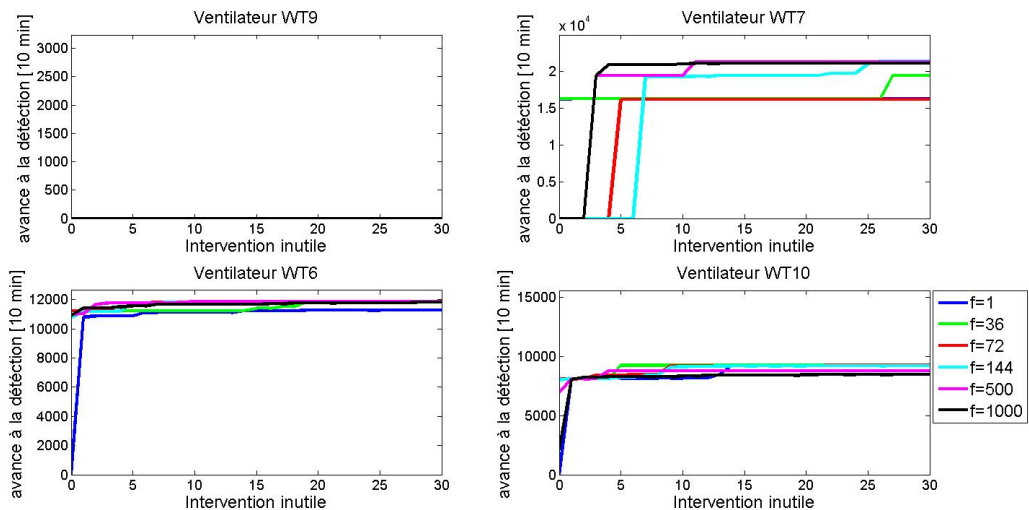 Ventilateur WT9
avance à la détéction [10 min]
3000
2500
2000
1500
1000
500
0
0 5 10 15 20 25 30
Intervention inutile
Ventilateur WT7
x 10^4
avance à la détéction [10 min]
2
1.5
1
0.5
0
0 5 10 15 20 25 30
Intervention inutile
Ventilateur WT6
avance à la détéction [10 min]
12000
10000
8000
6000
4000
2000
0
0 5 10 15 20 25 30
Intervention inutile
Ventilateur WT10
avance à la détéction [10 min]
15000
10000
5000
0
0 5 10 15 20 25 30
Intervention inutile
f=1
f=36
f=72
f=144
f=500
f=1000